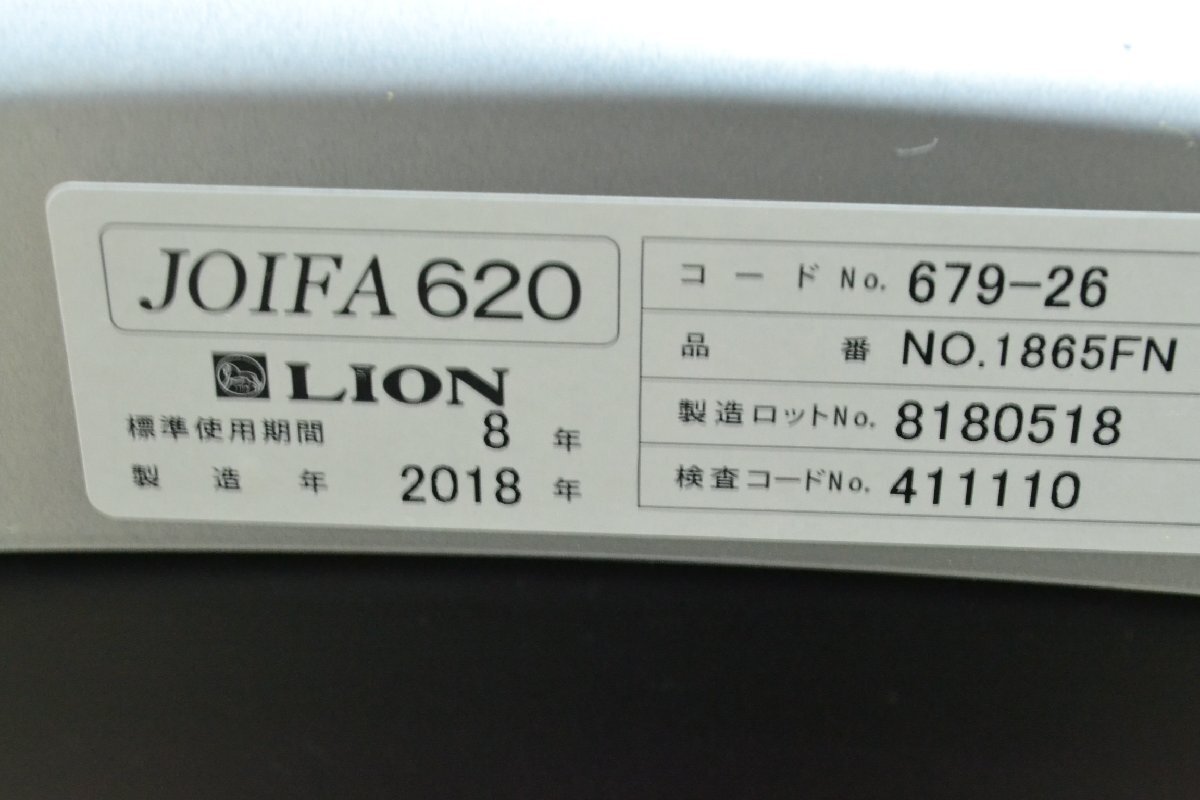 JOIFA 620
LION
標準使用期間 8 年
製造年 2018 年
コードNo. 679-26
品番 NO.1865FN
製造ロットNo. 8180518
検査コードNo. 411110